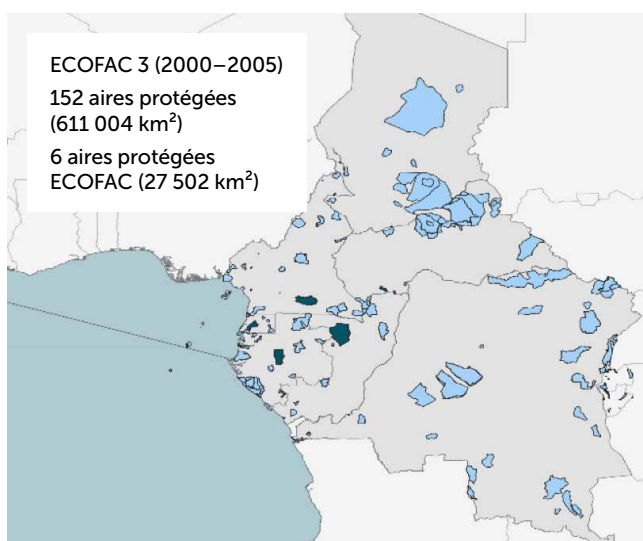 ECOFAC 3 (2000–2005)
152 aires protégées
(611 004 km²)
6 aires protégées
ECOFAC (27 502 km²)